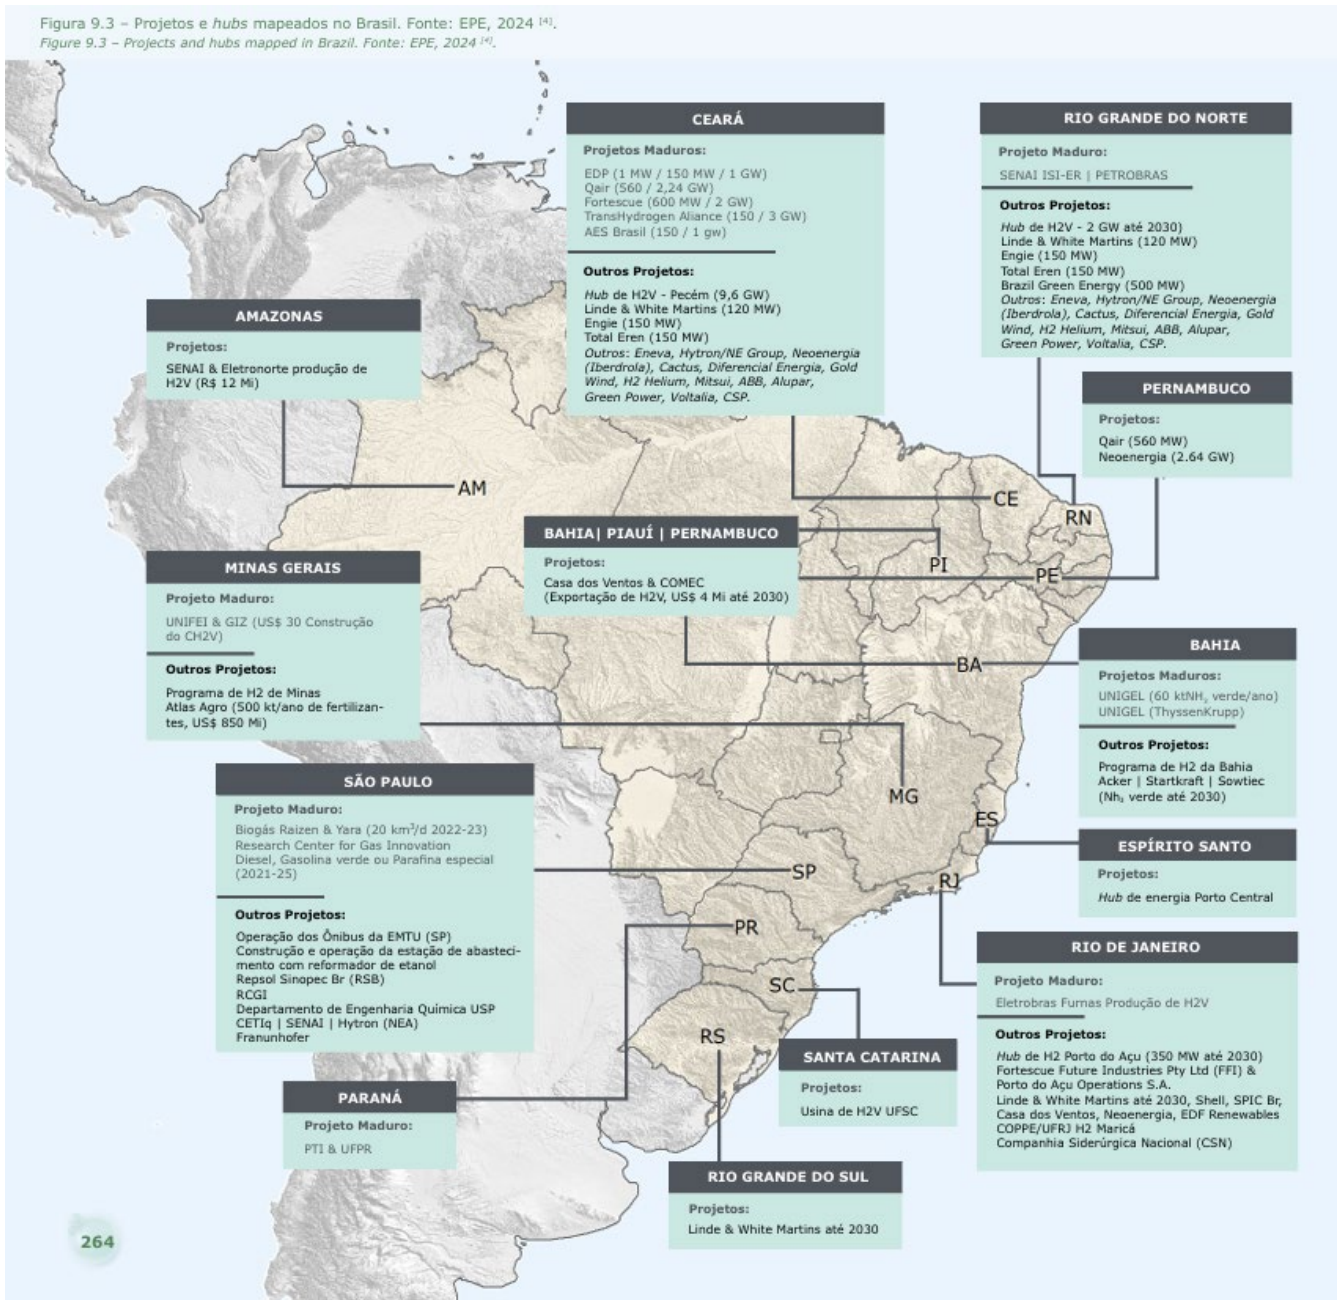 Figura 9.3 – Projetos e hubs mapeados no Brasil. Fonte: EPE, 2024 [4].
Figure 9.3 – Projects and hubs mapped in Brazil. Fonte: EPE, 2024 [4].
CEARÁ
Projetos Maduros:
EDP (1 MW / 150 MW / 1 GW)
Qair (560 / 2,24 GW)
Fortescue (600 MW / 2 GW)
TransHydrogen Aliance (150 / 3 GW)
AES Brasil (150 / 1 gw)
Outros Projetos:
Hub de H2V - Pecém (9,6 GW)
Linde & White Martins (120 MW)
Engie (150 MW)
Total Eren (150 MW)
Outros: Eneva, Hytron/NE Group, Neoenergia
(Iberdrola), Cactus, Diferencial Energia, Gold
Wind, H2 Helium, Mitsui, ABB, Alupar,
Green Power, Voltalia, CSP.
RIO GRANDE DO NORTE
Projeto Maduro:
SENAI ISI-ER | PETROBRAS
Outros Projetos:
Hub de H2V - 2 GW até 2030)
Linde & White Martins (120 MW)
Engie (150 MW)
Total Eren (150 MW)
Brazil Green Energy (500 MW)
Outros: Eneva, Hytron/NE Group, Neoenergia
(Iberdrola), Cactus, Diferencial Energia, Gold
Wind, H2 Helium, Mitsui, ABB, Alupar,
Green Power, Voltalia, CSP.
AMAZONAS
Projetos:
SENAI & Eletronorte produção de
H2V (R$ 12 Mi)
PERNAMBUCO
Projetos:
Qair (560 MW)
Neoenergia (2.64 GW)
AM
CE
RN
PI
PE
BA
MG
ES
SP
RJ
PR
SC
RS
BAHIA| PIAUÍ | PERNAMBUCO
Projetos:
Casa dos Ventos & COMEC
(Exportação de H2V, US$ 4 Mi até 2030)
MINAS GERAIS
Projeto Maduro:
UNIFEI & GIZ (US$ 30 Construção
do CH2V)
Outros Projetos:
Programa de H2 de Minas
Atlas Agro (500 kt/ano de fertilizan-
tes, US$ 850 Mi)
BAHIA
Projetos Maduros:
UNIGEL (60 ktNH₃ verde/ano)
UNIGEL (ThyssenKrupp)
Outros Projetos:
Programa de H2 da Bahia
Acker | Startkraft | Sowtiec
(Nh₃ verde até 2030)
SÃO PAULO
Projeto Maduro:
Biogás Raizen & Yara (20 km³/d 2022-23)
Research Center for Gas Innovation
Diesel, Gasolina verde ou Parafina especial
(2021-25)
Outros Projetos:
Operação dos Ônibus da EMTU (SP)
Construção e operação da estação de abasteci-
mento com reformador de etanol
Repsol Sinopec Br (RSB)
RCGI
Departamento de Engenharia Química USP
CETIq | SENAI | Hytron (NEA)
Franunhofer
ESPÍRITO SANTO
Projetos:
Hub de energia Porto Central
RIO DE JANEIRO
Projeto Maduro:
Eletrobras Furnas Produção de H2V
Outros Projetos:
Hub de H2 Porto do Açu (350 MW até 2030)
Fortescue Future Industries Pty Ltd (FFI) &
Porto do Açu Operations S.A.
Linde & White Martins até 2030, Shell, SPIC Br,
Casa dos Ventos, Neoenergia, EDF Renewables
COPPE/UFRJ H2 Maricá
Companhia Siderúrgica Nacional (CSN)
SANTA CATARINA
Projetos:
Usina de H2V UFSC
PARANÁ
Projeto Maduro:
PTI & UFPR
RIO GRANDE DO SUL
Projetos:
Linde & White Martins até 2030
264